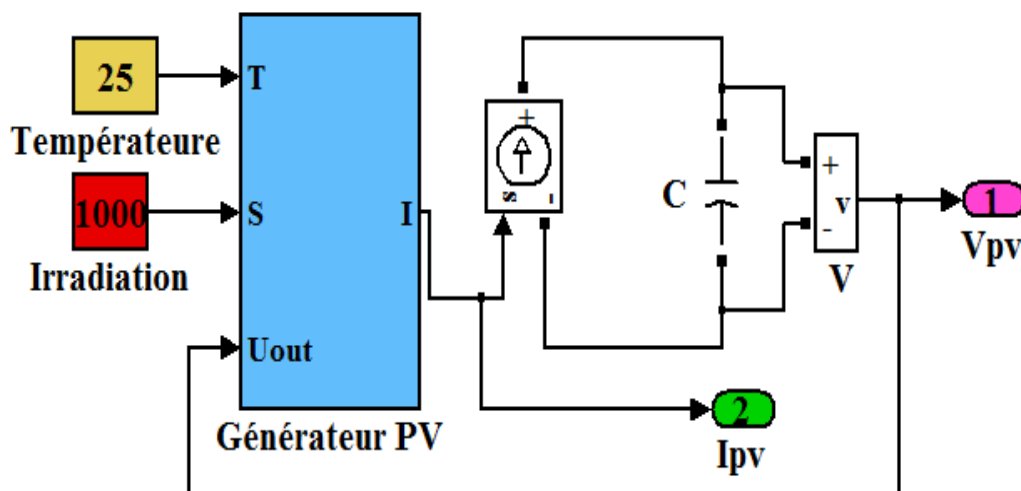 25
T
Températeure
1000
S
I
Irradiation
Uout
Générateur PV
+
s
-
C
+
v
-
V
1
Vpv
2
Ipv